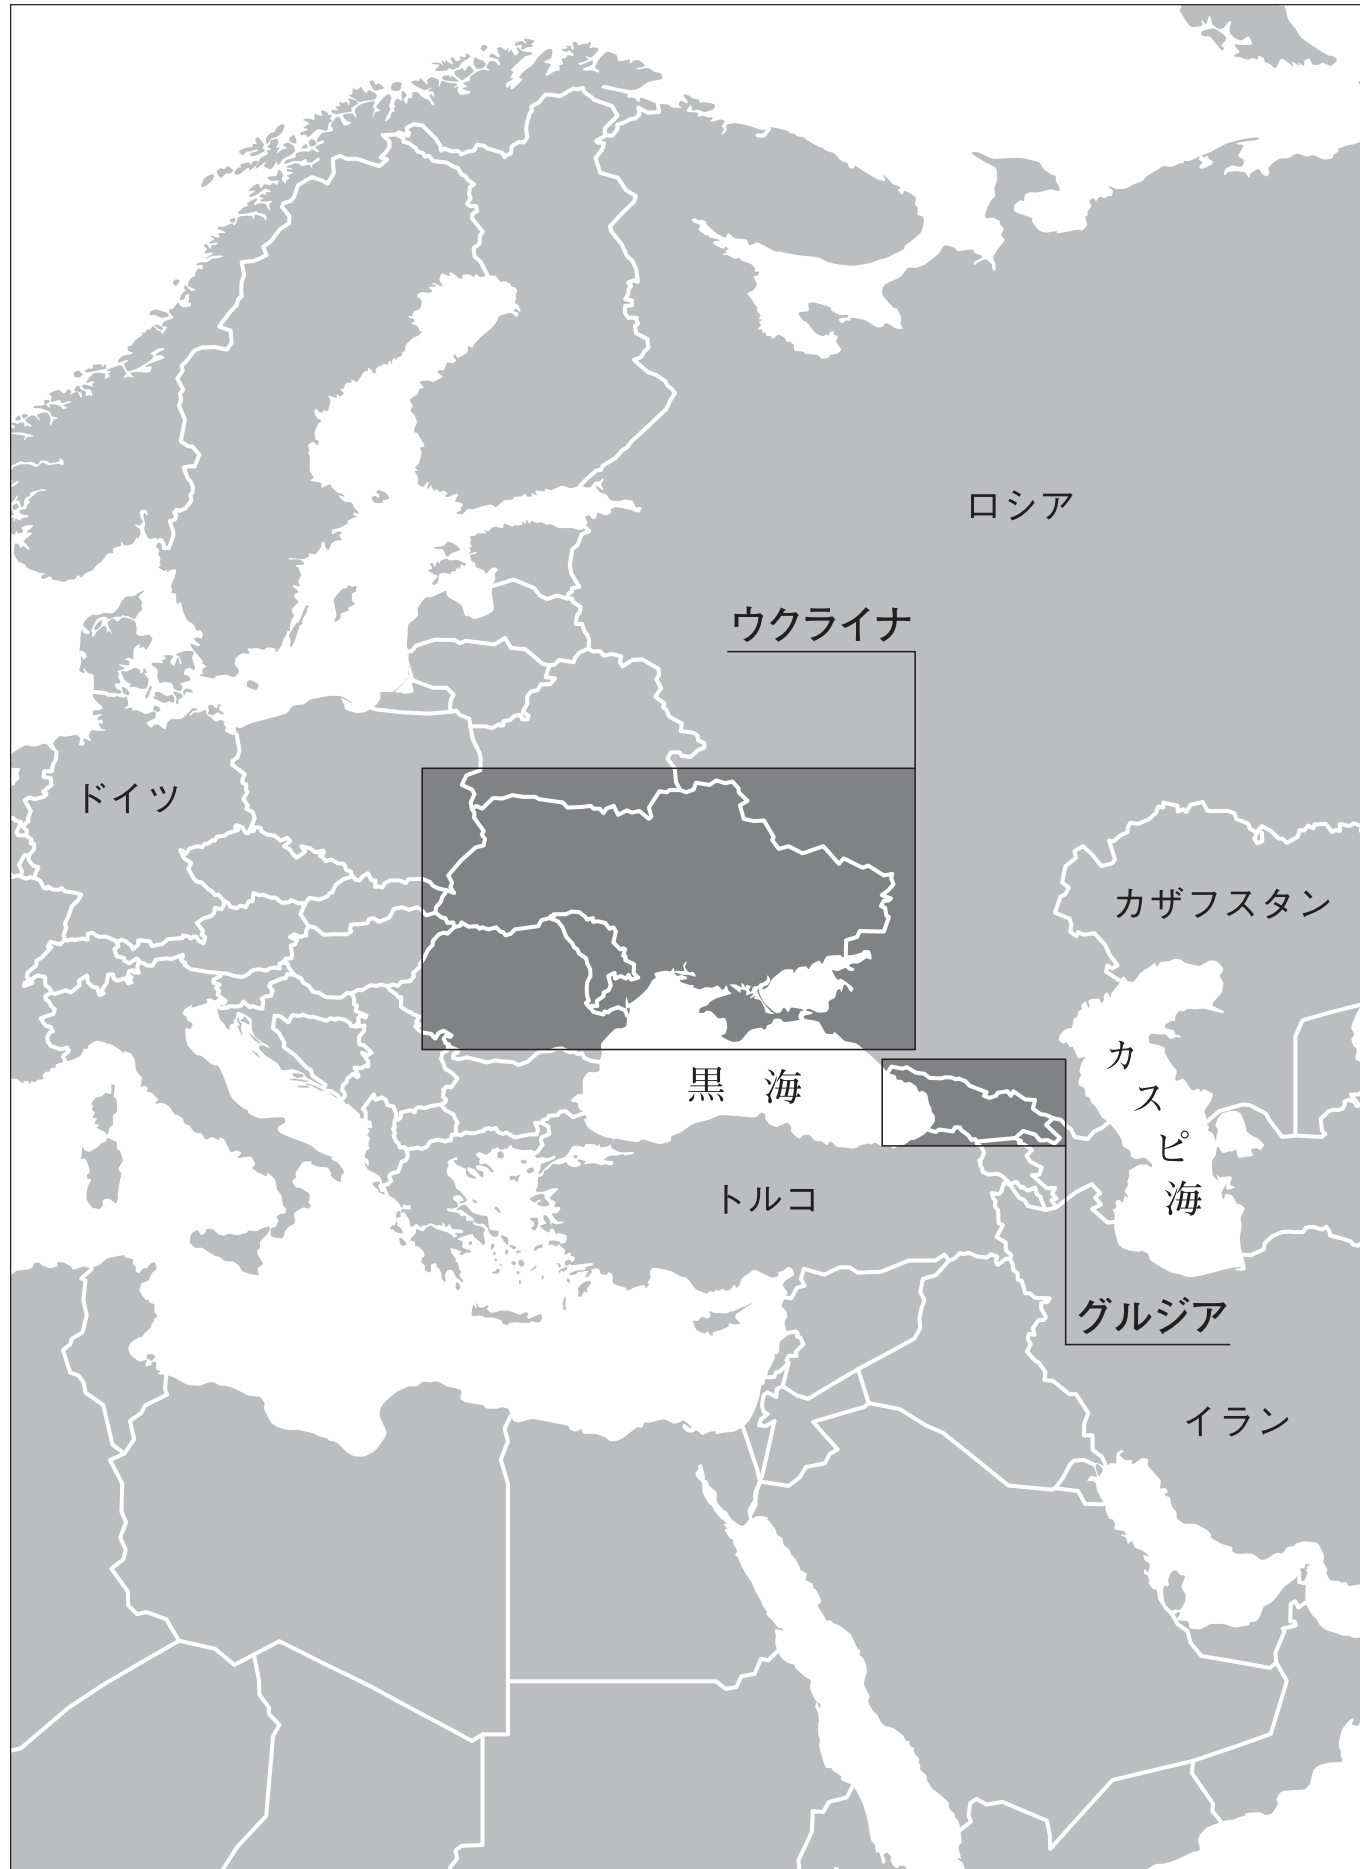 ロシア
ウクライナ
ドイツ
カザフスタン
黒海
カスピ海
トルコ
グルジア
イラン